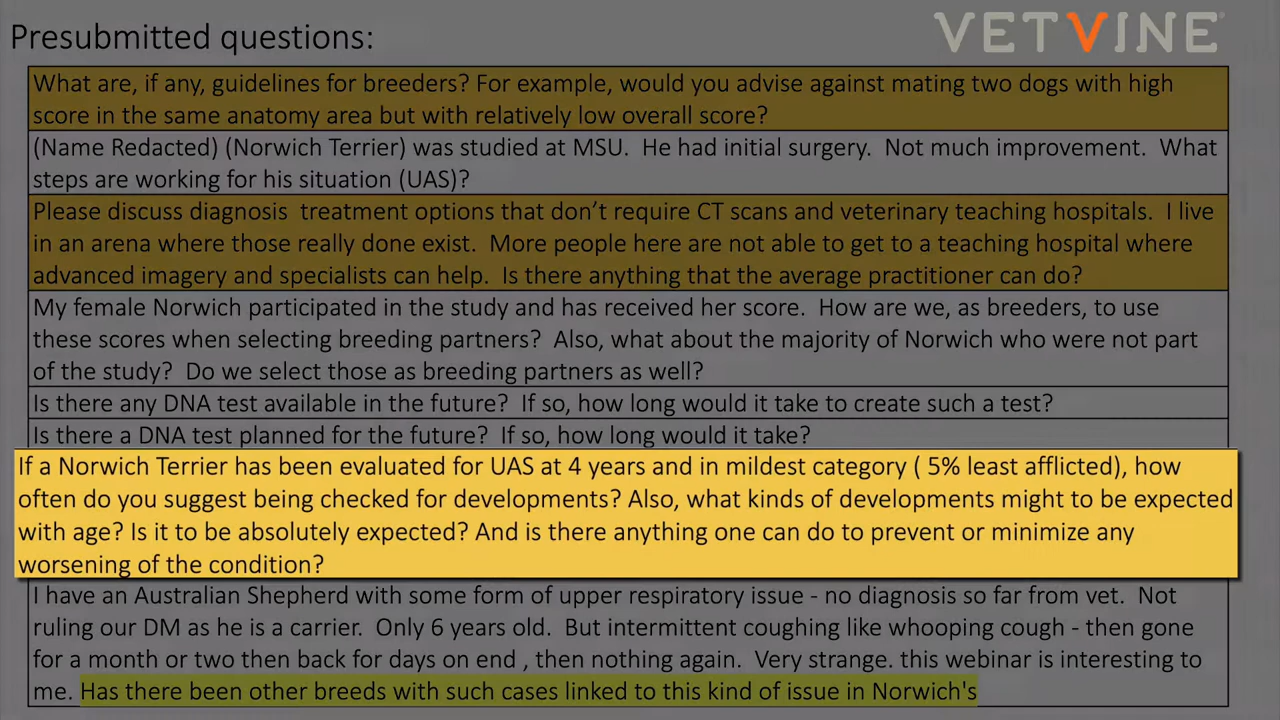 Presubmitted questions:
VETVINE
What are, if any, guidelines for breeders? For example, would you advise against mating two dogs with high
score in the same anatomy area but with relatively low overall score?
(Name Redacted) (Norwich Terrier) was studied at MSU. He had initial surgery. Not much improvement. What
steps are working for his situation (UAS)?
Please discuss diagnosis treatment options that don't require CT scans and veterinary teaching hospitals. I live
in an arena where those really done exist. More people here are not able to get to a teaching hospital where
advanced imagery and specialists can help. Is there anything that the average practitioner can do?
My female Norwich participated in the study and has received her score. How are we, as breeders, to use
these scores when selecting breeding partners? Also, what about the majority of Norwich who were not part
of the study? Do we select those as breeding partners as well?
Is there any DNA test available in the future? If so, how long would it take to create such a test?
Is there a DNA test planned for the future? If so, how long would it take?
If a Norwich Terrier has been evaluated for UAS at 4 years and in mildest category ( 5% least afflicted), how
often do you suggest being checked for developments? Also, what kinds of developments might to be expected
with age? Is it to be absolutely expected? And is there anything one can do to prevent or minimize any
worsening of the condition?
I have an Australian Shepherd with some form of upper respiratory issue - no diagnosis so far from vet. Not
ruling our DM as he is a carrier. Only 6 years old. But intermittent coughing like whooping cough - then gone
for a month or two then back for days on end , then nothing again. Very strange. this webinar is interesting to
me. Has there been other breeds with such cases linked to this kind of issue in Norwich's